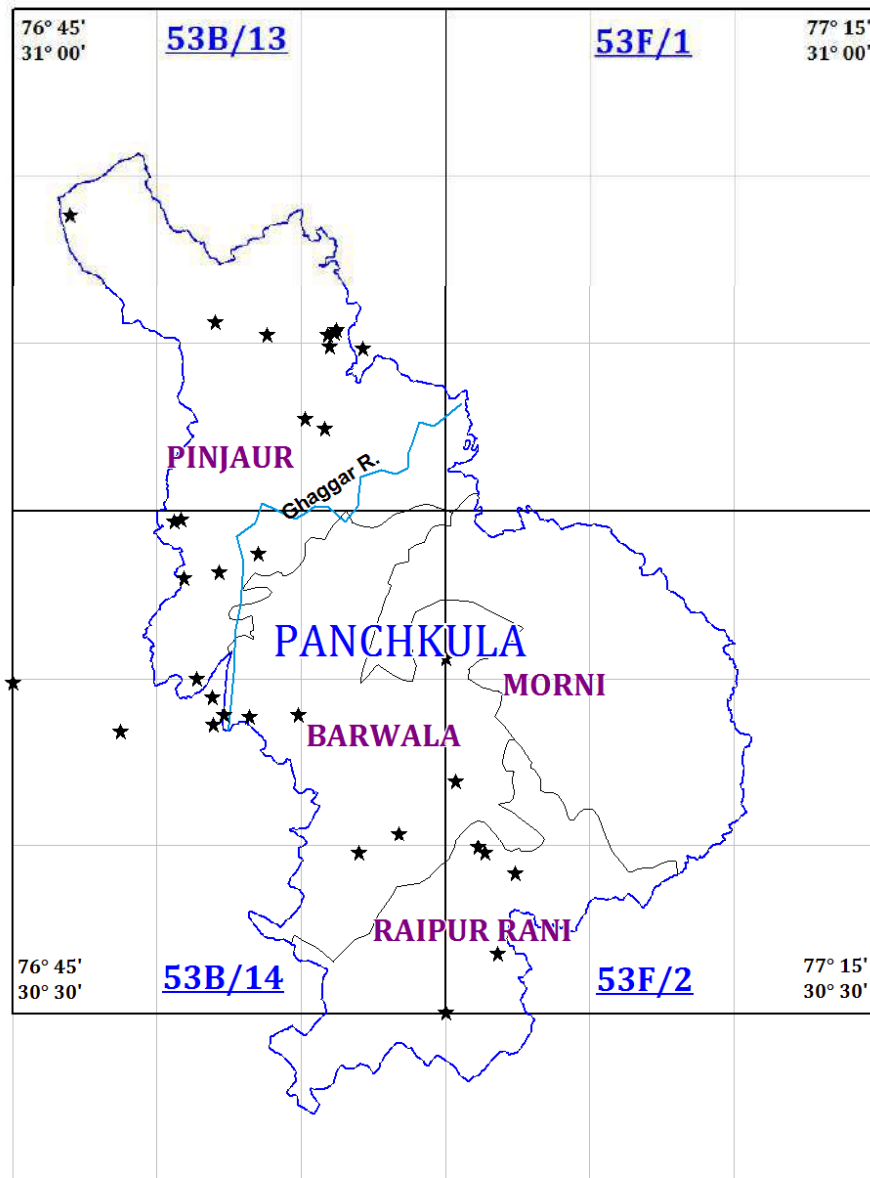 76° 45'
31° 00'
53B/13
53F/1
77° 15'
31° 00'
PINJAUR
Ghaggar R.
PANCHKULA
MORNI
BARWALA
RAIPUR RANI
76° 45'
30° 30'
53B/14
53F/2
77° 15'
30° 30'